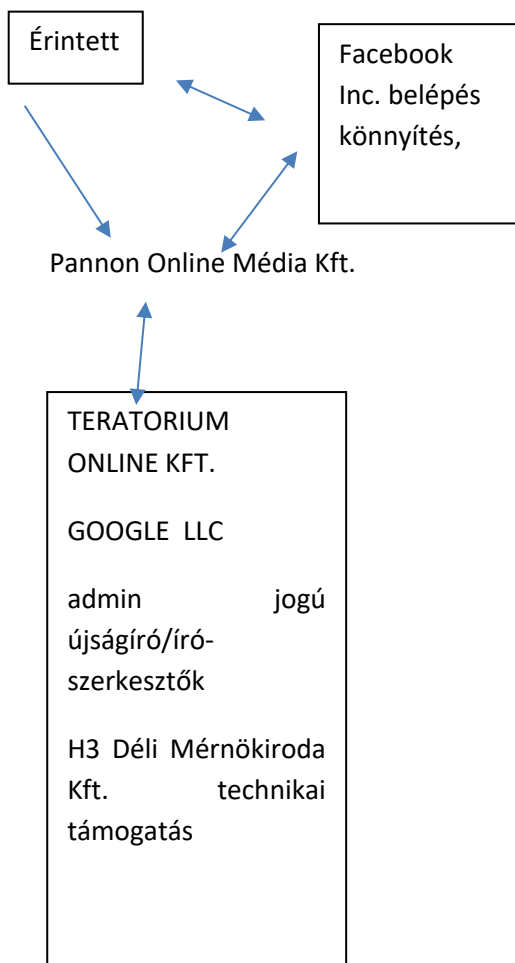 Érintett
Facebook
Inc. belépés
könnyítés,
Pannon Online Média Kft.
TERATORIUM
ONLINE KFT.
GOOGLE LLC
admin jogú
újságíró/író-
szerkesztők
H3 Déli Mérnökiroda
Kft. technikai
támogatás